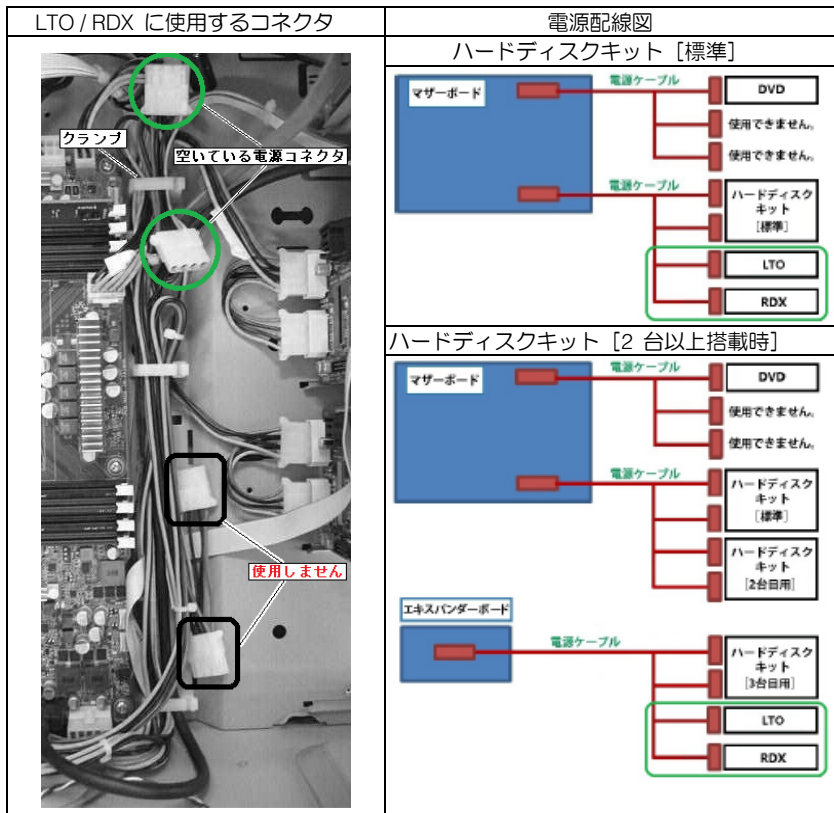 LTO / RDX に使用するコネクタ
クランプ
空いている電源コネクタ
使用しません
電源配線図
ハードディスクキット [標準]
マザーボード
電源ケーブル
DVD
使用できません。
使用できません。
電源ケーブル
ハードディスク
キット
[標準]
LTO
RDX
ハードディスクキット [2 台以上搭載時]
マザーボード
電源ケーブル
DVD
使用できません。
使用できません。
電源ケーブル
ハードディスク
キット
[標準]
ハードディスク
キット
[2台目用]
エキスパンダーボード
電源ケーブル
ハードディスク
キット
[3台目用]
LTO
RDX